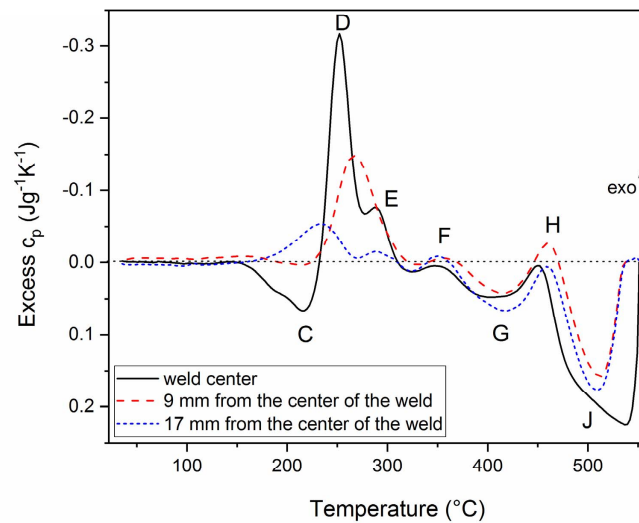 D
-0.3
-0.2
-0.1
E
exo
F
H
0.0
Excess cp (Jg⁻¹K⁻¹)
C
G
0.1
J
0.2
weld center
9 mm from the center of the weld
17 mm from the center of the weld
100 200 300 400 500
Temperature (°C)